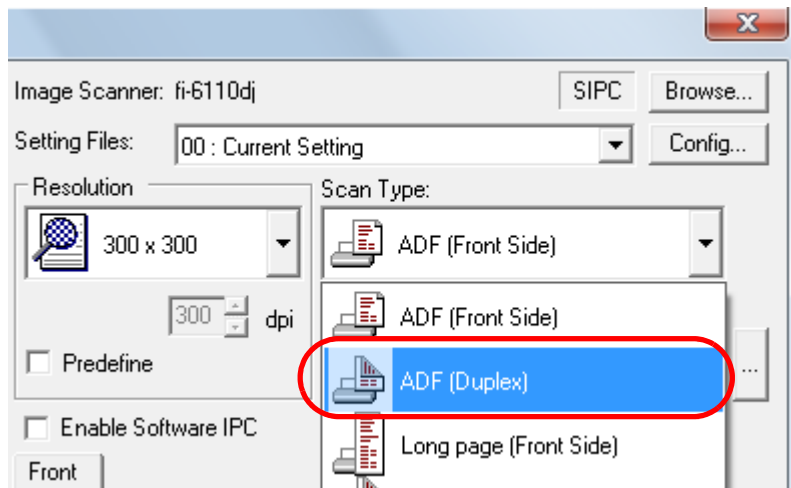 Image Scanner: fi-6110dj SIPC Browse...
Setting Files: 00 : Current Setting Config...
Resolution Scan Type:
300 x 300 ADF (Front Side)
300 dpi ADF (Front Side)
Predefine ADF (Duplex) ...
Enable Software IPC Long page (Front Side)
Front